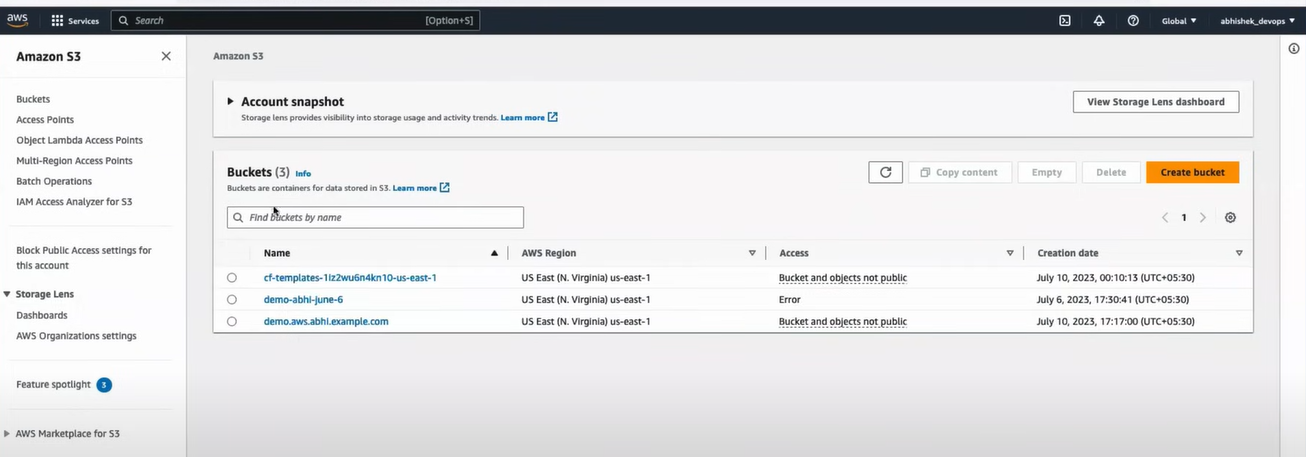 aws Services Search [Option+S] Global abhishek_devops
Amazon S3
Buckets
Access Points
Object Lambda Access Points
Multi-Region Access Points
Batch Operations
IAM Access Analyzer for S3
Block Public Access settings for
this account
Storage Lens
Dashboards
AWS Organizations settings
Feature spotlight 3
AWS Marketplace for S3
Amazon S3
Account snapshot
Storage lens provides visibility into storage usage and activity trends. Learn more
View Storage Lens dashboard
Buckets (3) Info
Buckets are containers for data stored in S3. Learn more
Copy content Empty Delete Create bucket
Find buckets by name
1
Name AWS Region Access Creation date
cf-templates-1iz2wu6n4kn10-us-east-1 US East (N. Virginia) us-east-1 Bucket and objects not public July 10, 2023, 00:10:13 (UTC+05:30)
demo-abhi-june-6 US East (N. Virginia) us-east-1 Error July 6, 2023, 17:30:41 (UTC+05:30)
demo.aws.abhi.example.com US East (N. Virginia) us-east-1 Bucket and objects not public July 10, 2023, 17:17:00 (UTC+05:30)